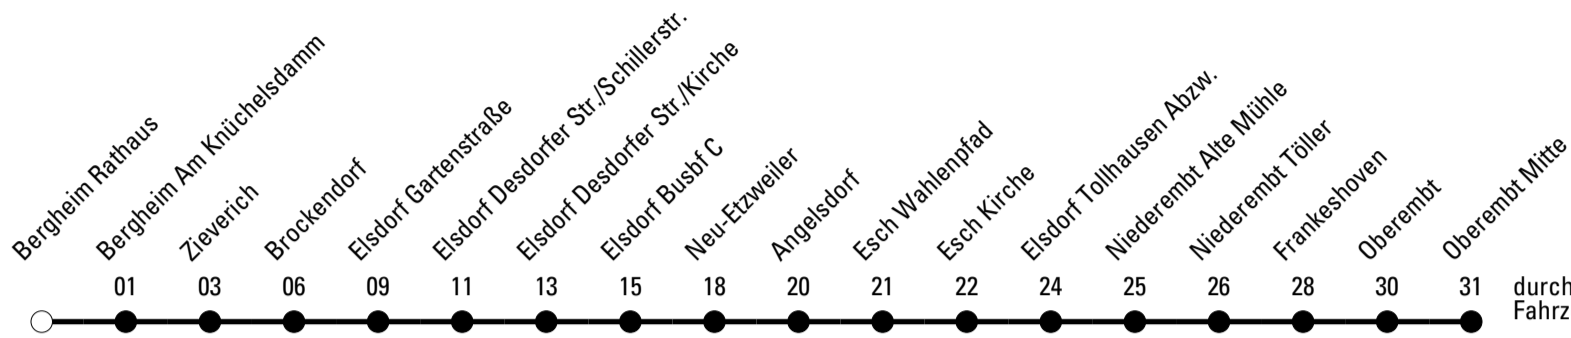 Bergheim Rathaus
Bergheim Am Knüchelsdamm
Zieverich
Brockendorf
Elsdorf Gartenstraße
Elsdorf Desdorfer Str./Schillerstr.
Elsdorf Desdorfer Str./Kirche
Elsdorf Busbf C
Neu-Etzweiler
Angelsdorf
Esch Wahlenpfad
Esch Kirche
Elsdorf Tollhausen Abzw.
Niederembt Alte Mühle
Niederembt Töller
Frankeshoven
Oberembt
Oberembt Mitte
01 03 06 09 11 13 15 18 20 21 22 24 25 26 28 30 31 durch
Fahrz